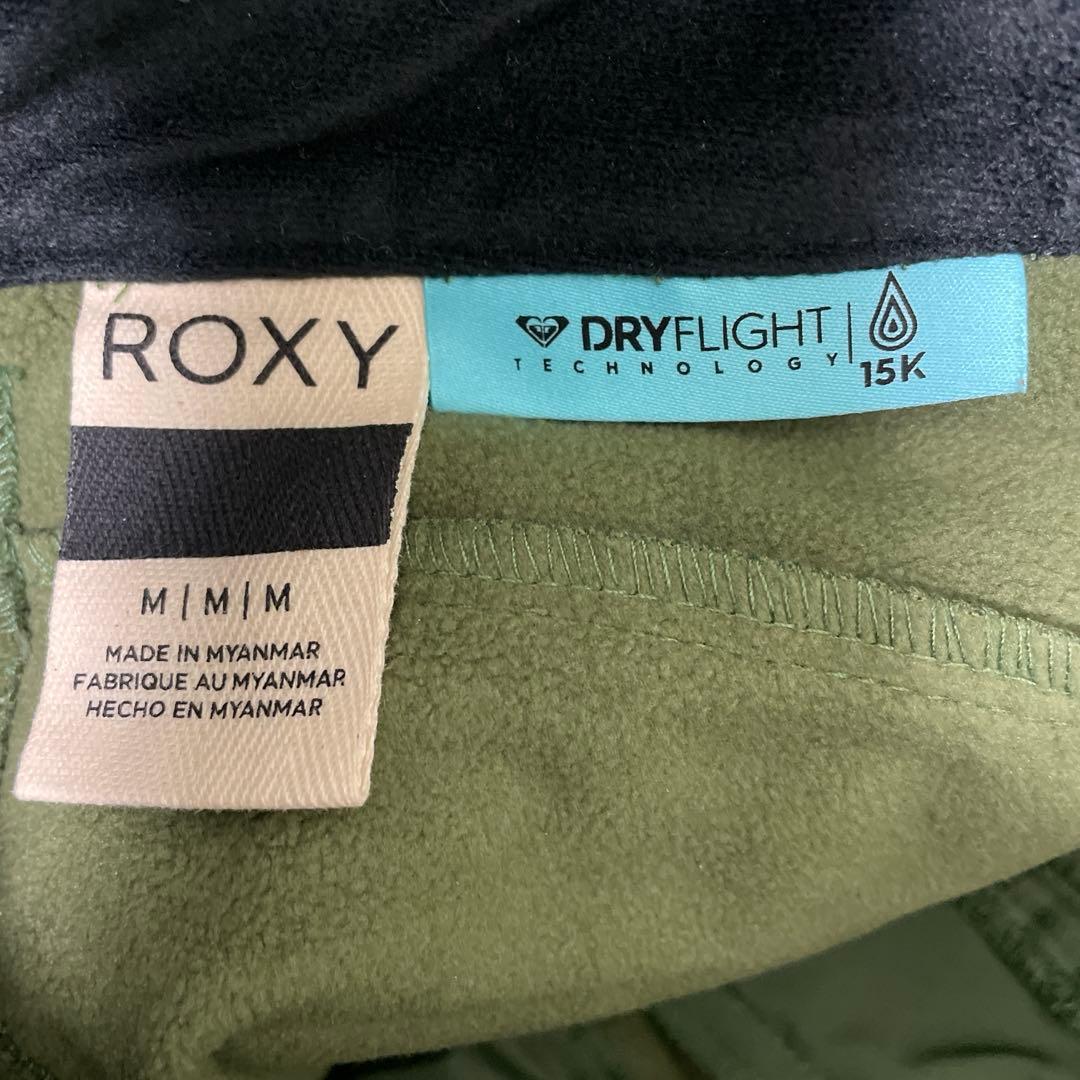 ROXY
M | M | M
MADE IN MYANMAR
FABRIQUE AU MYANMAR
HECHO EN MYANMAR
DRYFLIGHT
TECHNOLOGY
15K